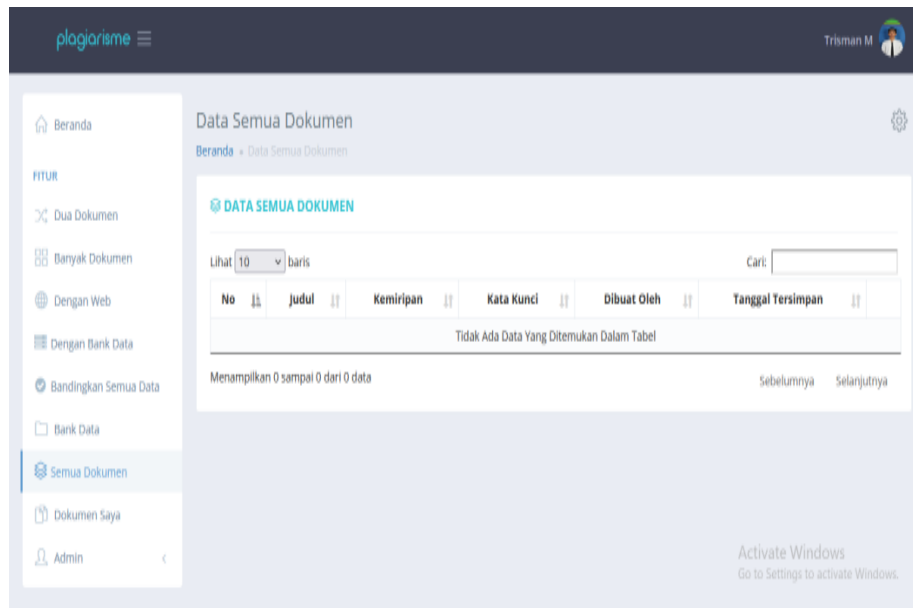 plagiarisme
Trisman M
Beranda
FITUR
Dua Dokumen
Banyak Dokumen
Dengan Web
Dengan Bank Data
Bandingkan Semua Data
Bank Data
Semua Dokumen
Dokumen Saya
Admin
Data Semua Dokumen
Beranda » Data Semua Dokumen
DATA SEMUA DOKUMEN
Lihat 10 baris
Cari:
No Judul Kemiripan Kata Kunci Dibuat Oleh Tanggal Tersimpan
Tidak Ada Data Yang Ditemukan Dalam Tabel
Menampilkan 0 sampai 0 dari 0 data
Sebelumnya Selanjutnya
Activate Windows
Go to Settings to activate Windows.